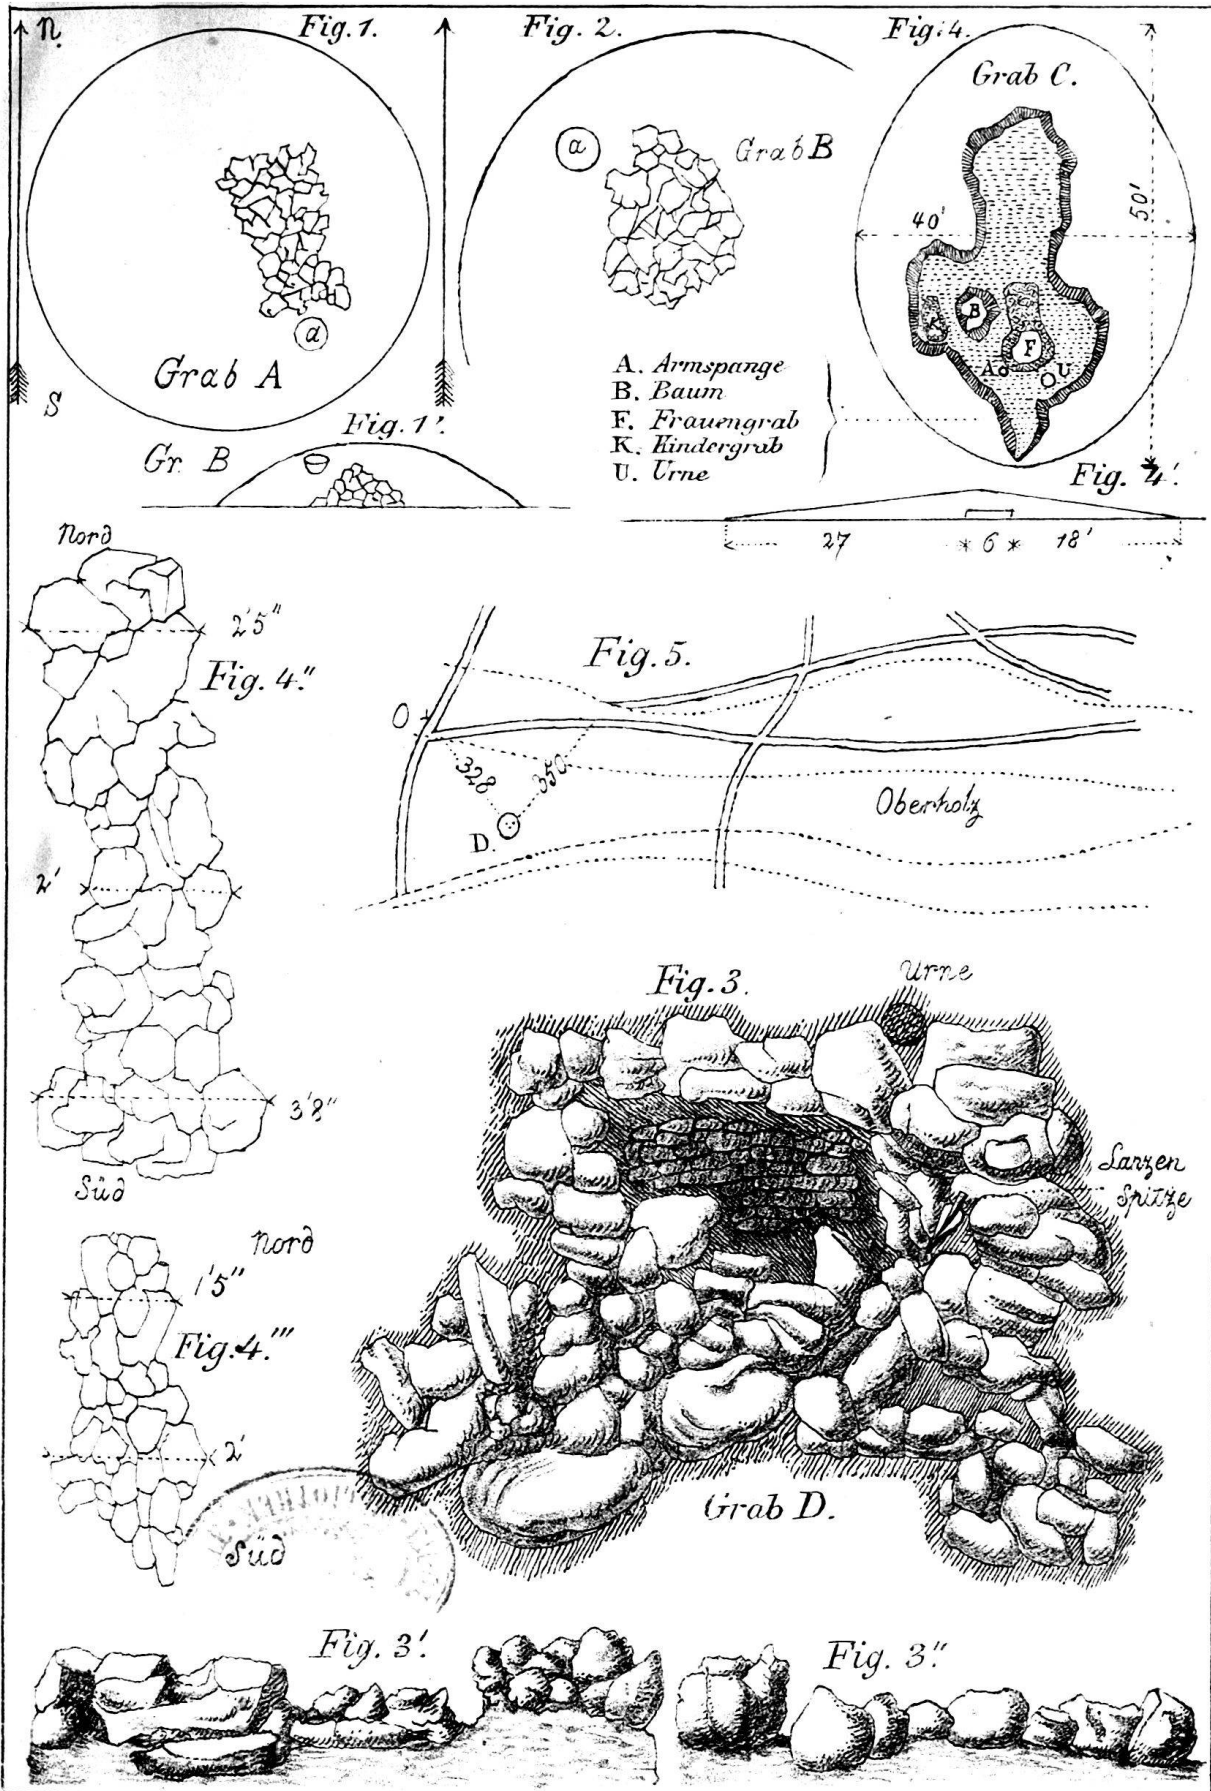 N.
Fig. 1.
a
Grab A
S
Fig. 2.
a
Grab B
Fig. 4.
Grab C.
40'
50'
K
B
F
A
U
A. Armspange
B. Baum
F. Frauengrab
K. Kindergrab
U. Urne
Fig. 1'.
Gr. B
Fig. 4'.
27
* 6 *
18'
Nord
2'5"
Fig. 4."
2'
3'8"
Süd
Fig. 5.
O
328
350
D.
Oberholz
Fig. 3.
Urne
Lanzen
Spitze
Grab D.
Nord
1'5"
Fig. 4.'''
2'
Süd
Fig. 3'.
Fig. 3."